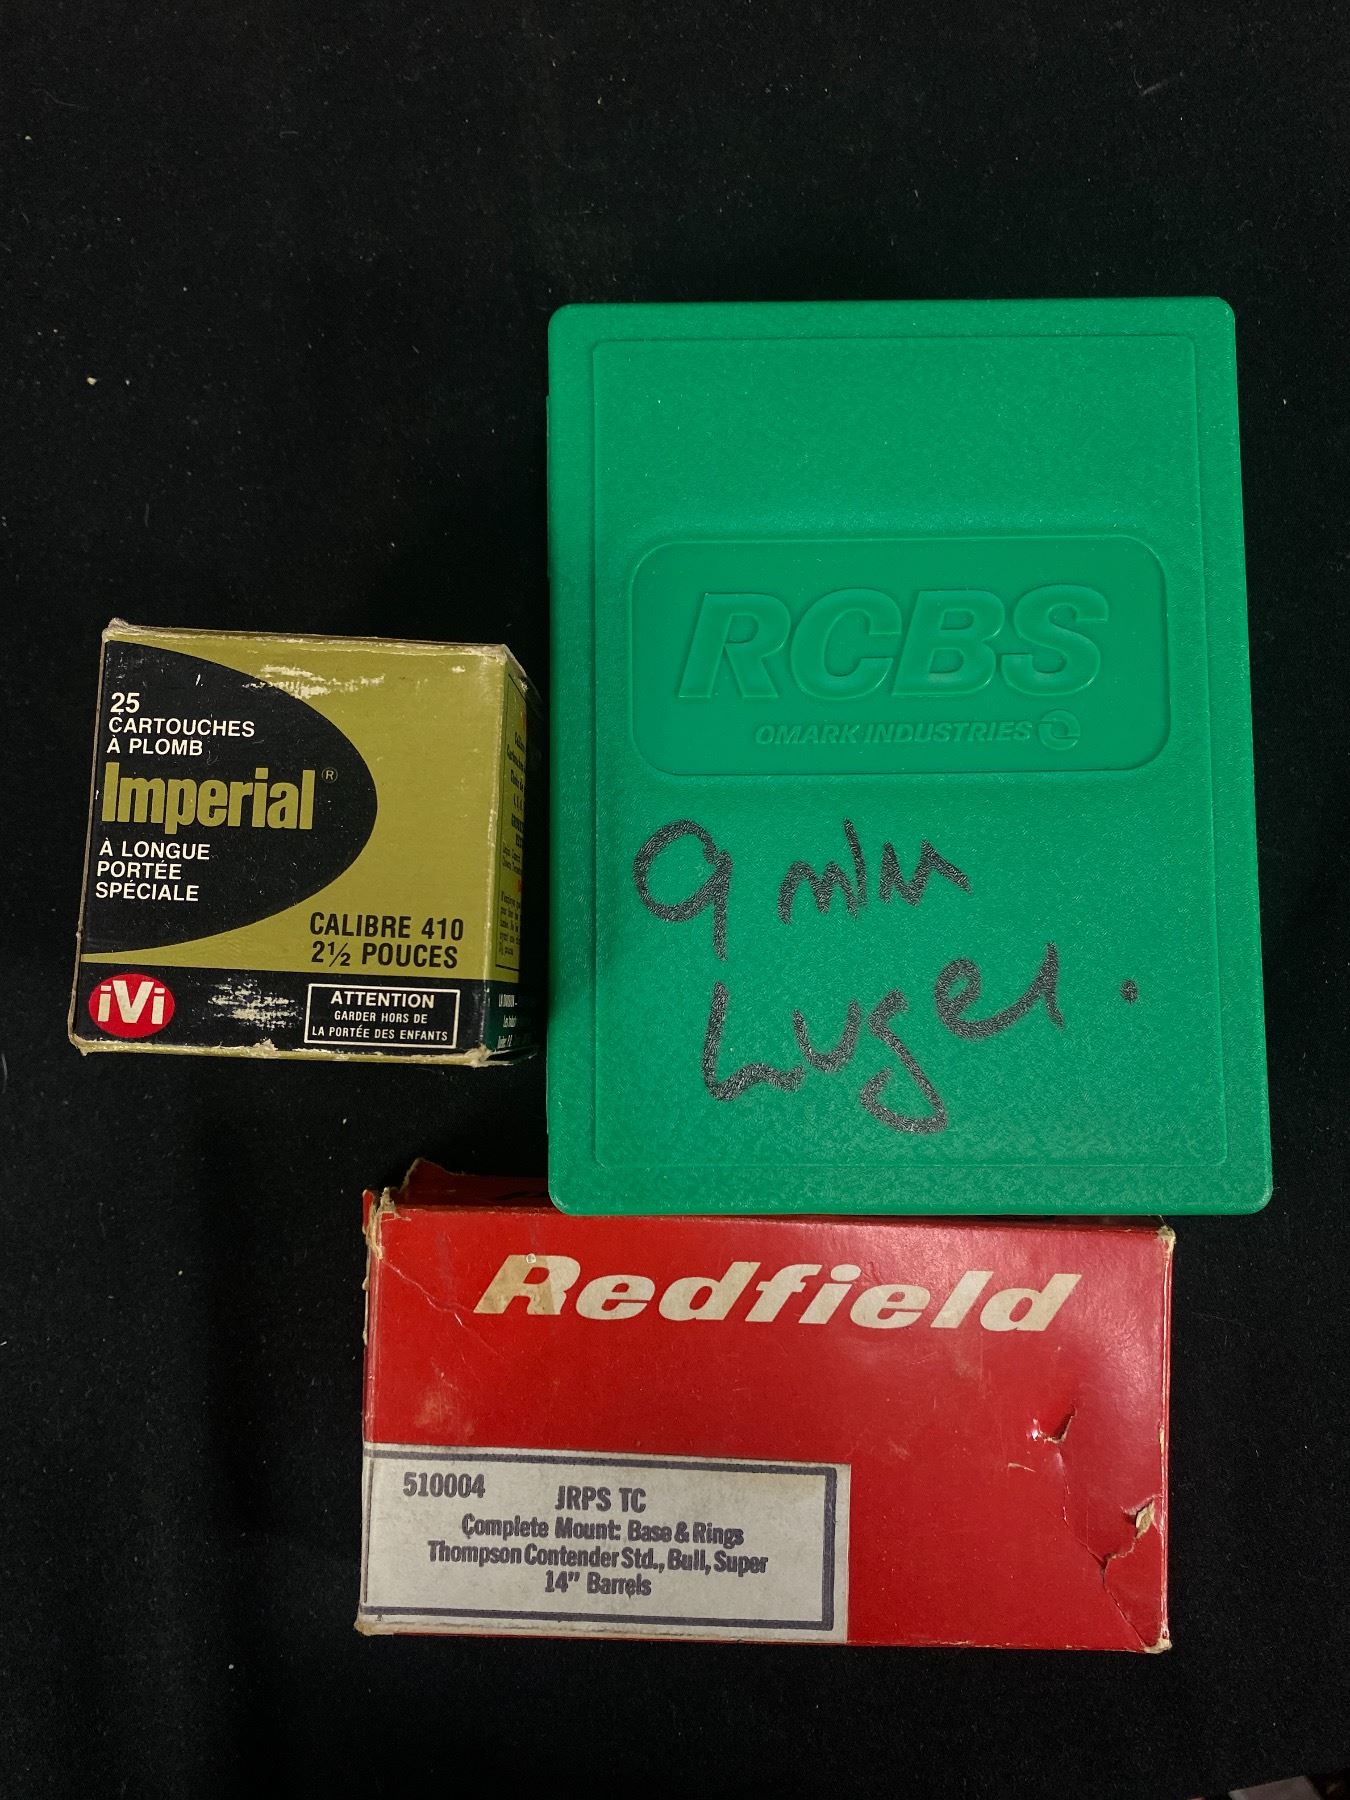 25
CARTOUCHES
À PLOMB
Imperial®
À LONGUE
PORTÉE
SPÉCIALE
CALIBRE 410
2½ POUCES
iVi
ATTENTION
GARDER HORS DE
LA PORTÉE DES ENFANTS
RCBS
OMARK INDUSTRIES
9 m/m
Luger.
Redfield
510004
JRPS TC
Complete Mount: Base & Rings
Thompson Contender Std., Bull, Super
14" Barrels